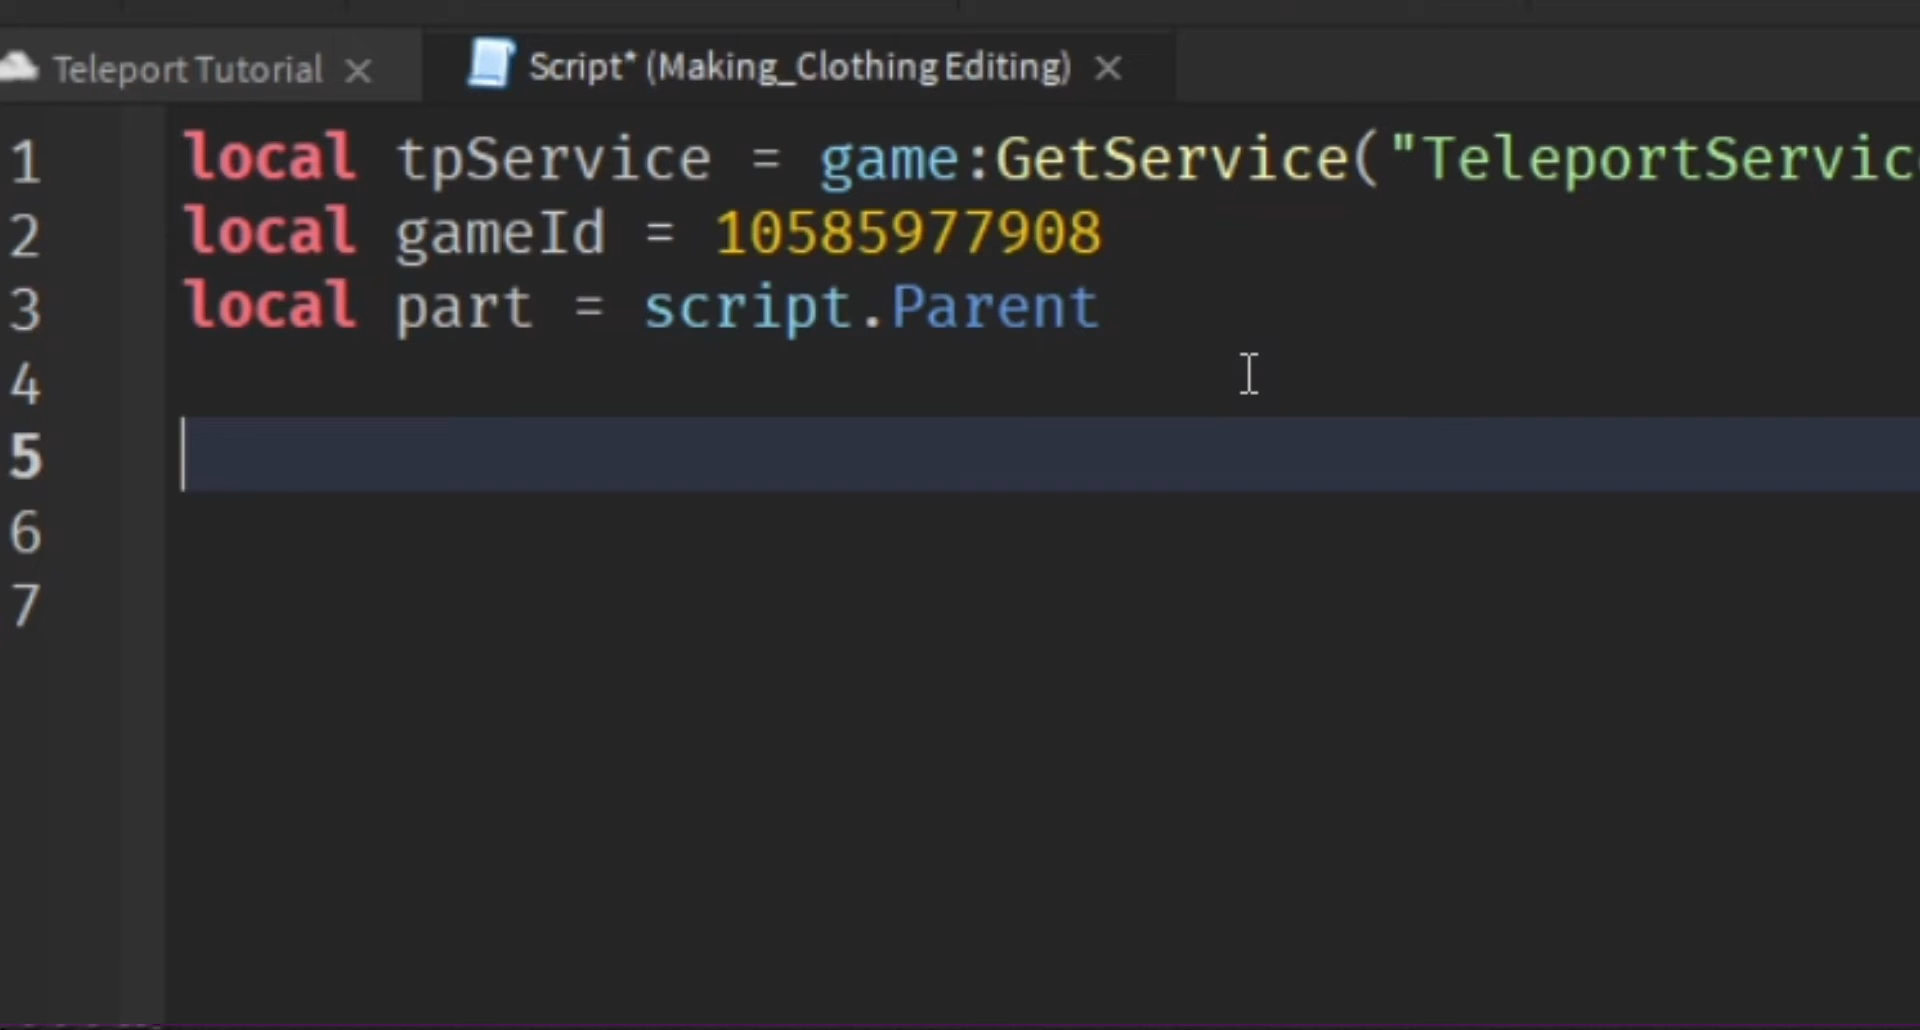 Teleport Tutorial
Script* (Making_Clothing Editing)
1 local tpService = game:GetService("TeleportServic
2 local gameId = 10585977908
3 local part = script.Parent
4
5
6
7